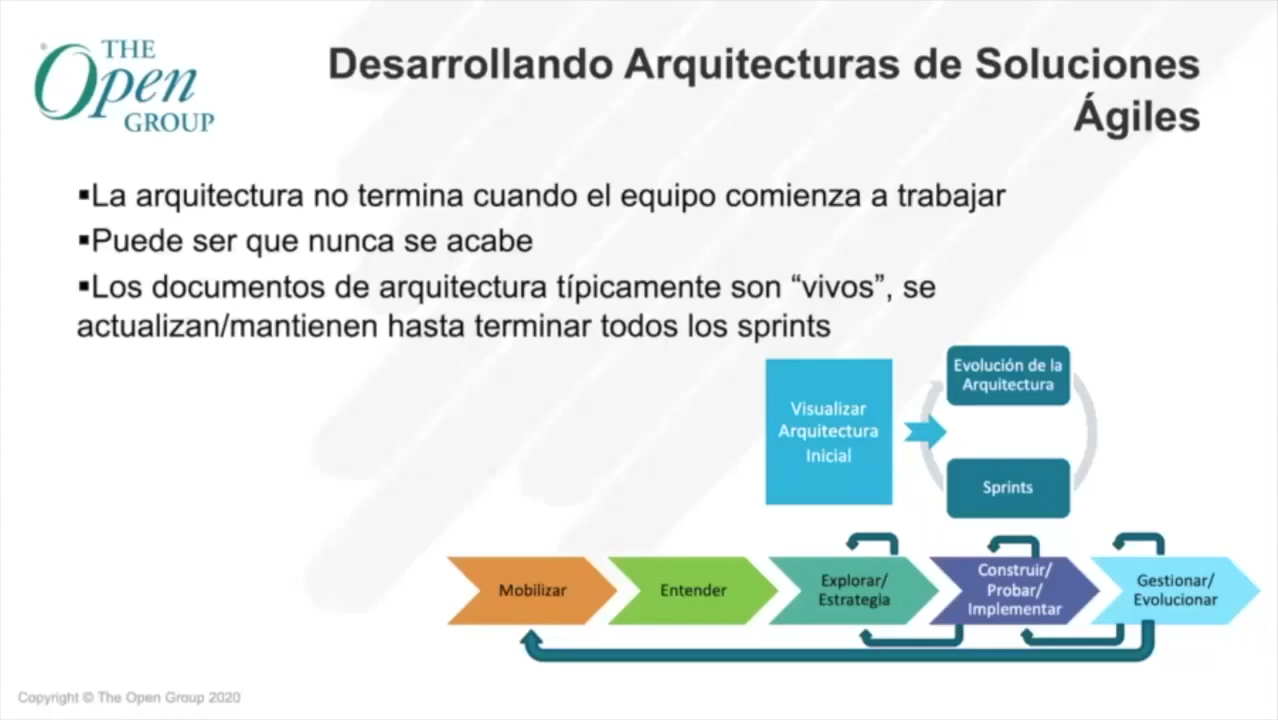 THE
Open
GROUP
Desarrollando Arquitecturas de Soluciones
Ágiles
▪La arquitectura no termina cuando el equipo comienza a trabajar
▪Puede ser que nunca se acabe
▪Los documentos de arquitectura típicamente son “vivos”, se
actualizan/mantienen hasta terminar todos los sprints
Visualizar
Arquitectura
Inicial
Evolución de la
Arquitectura
Sprints
Mobilizar
Entender
Explorar/
Estrategia
Construir/
Probar/
Implementar
Gestionar/
Evolucionar
Copyright © The Open Group 2020